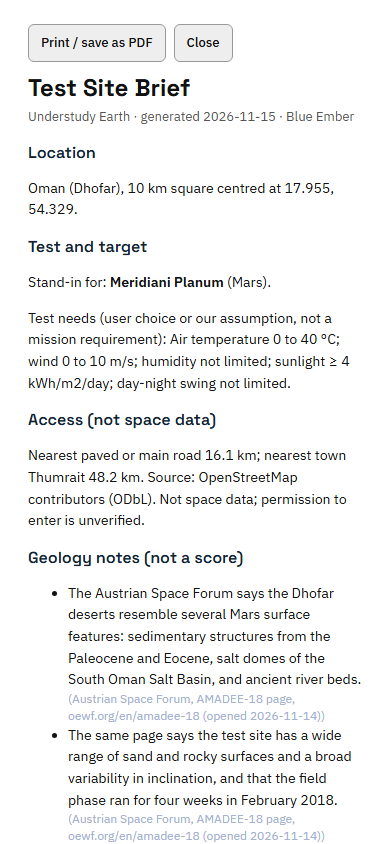 Print / save as PDF
Close
Test Site Brief
Understudy Earth · generated 2026-11-15 · Blue Ember
Location
Oman (Dhofar), 10 km square centred at 17.955,
54.329.
Test and target
Stand-in for: Meridiani Planum (Mars).
Test needs (user choice or our assumption, not a
mission requirement): Air temperature 0 to 40 °C;
wind 0 to 10 m/s; humidity not limited; sunlight ≥ 4
kWh/m2/day; day-night swing not limited.
Access (not space data)
Nearest paved or main road 16.1 km; nearest town
Thumrait 48.2 km. Source: OpenStreetMap
contributors (ODbL). Not space data; permission to
enter is unverified.
Geology notes (not a score)
• The Austrian Space Forum says the Dhofar
deserts resemble several Mars surface
features: sedimentary structures from the
Paleocene and Eocene, salt domes of the
South Oman Salt Basin, and ancient river beds.
(Austrian Space Forum, AMADEE-18 page,
oewf.org/en/amadee-18 (opened 2026-11-14))
• The same page says the test site has a wide
range of sand and rocky surfaces and a broad
variability in inclination, and that the field
phase ran for four weeks in February 2018.
(Austrian Space Forum, AMADEE-18 page,
oewf.org/en/amadee-18 (opened 2026-11-14))